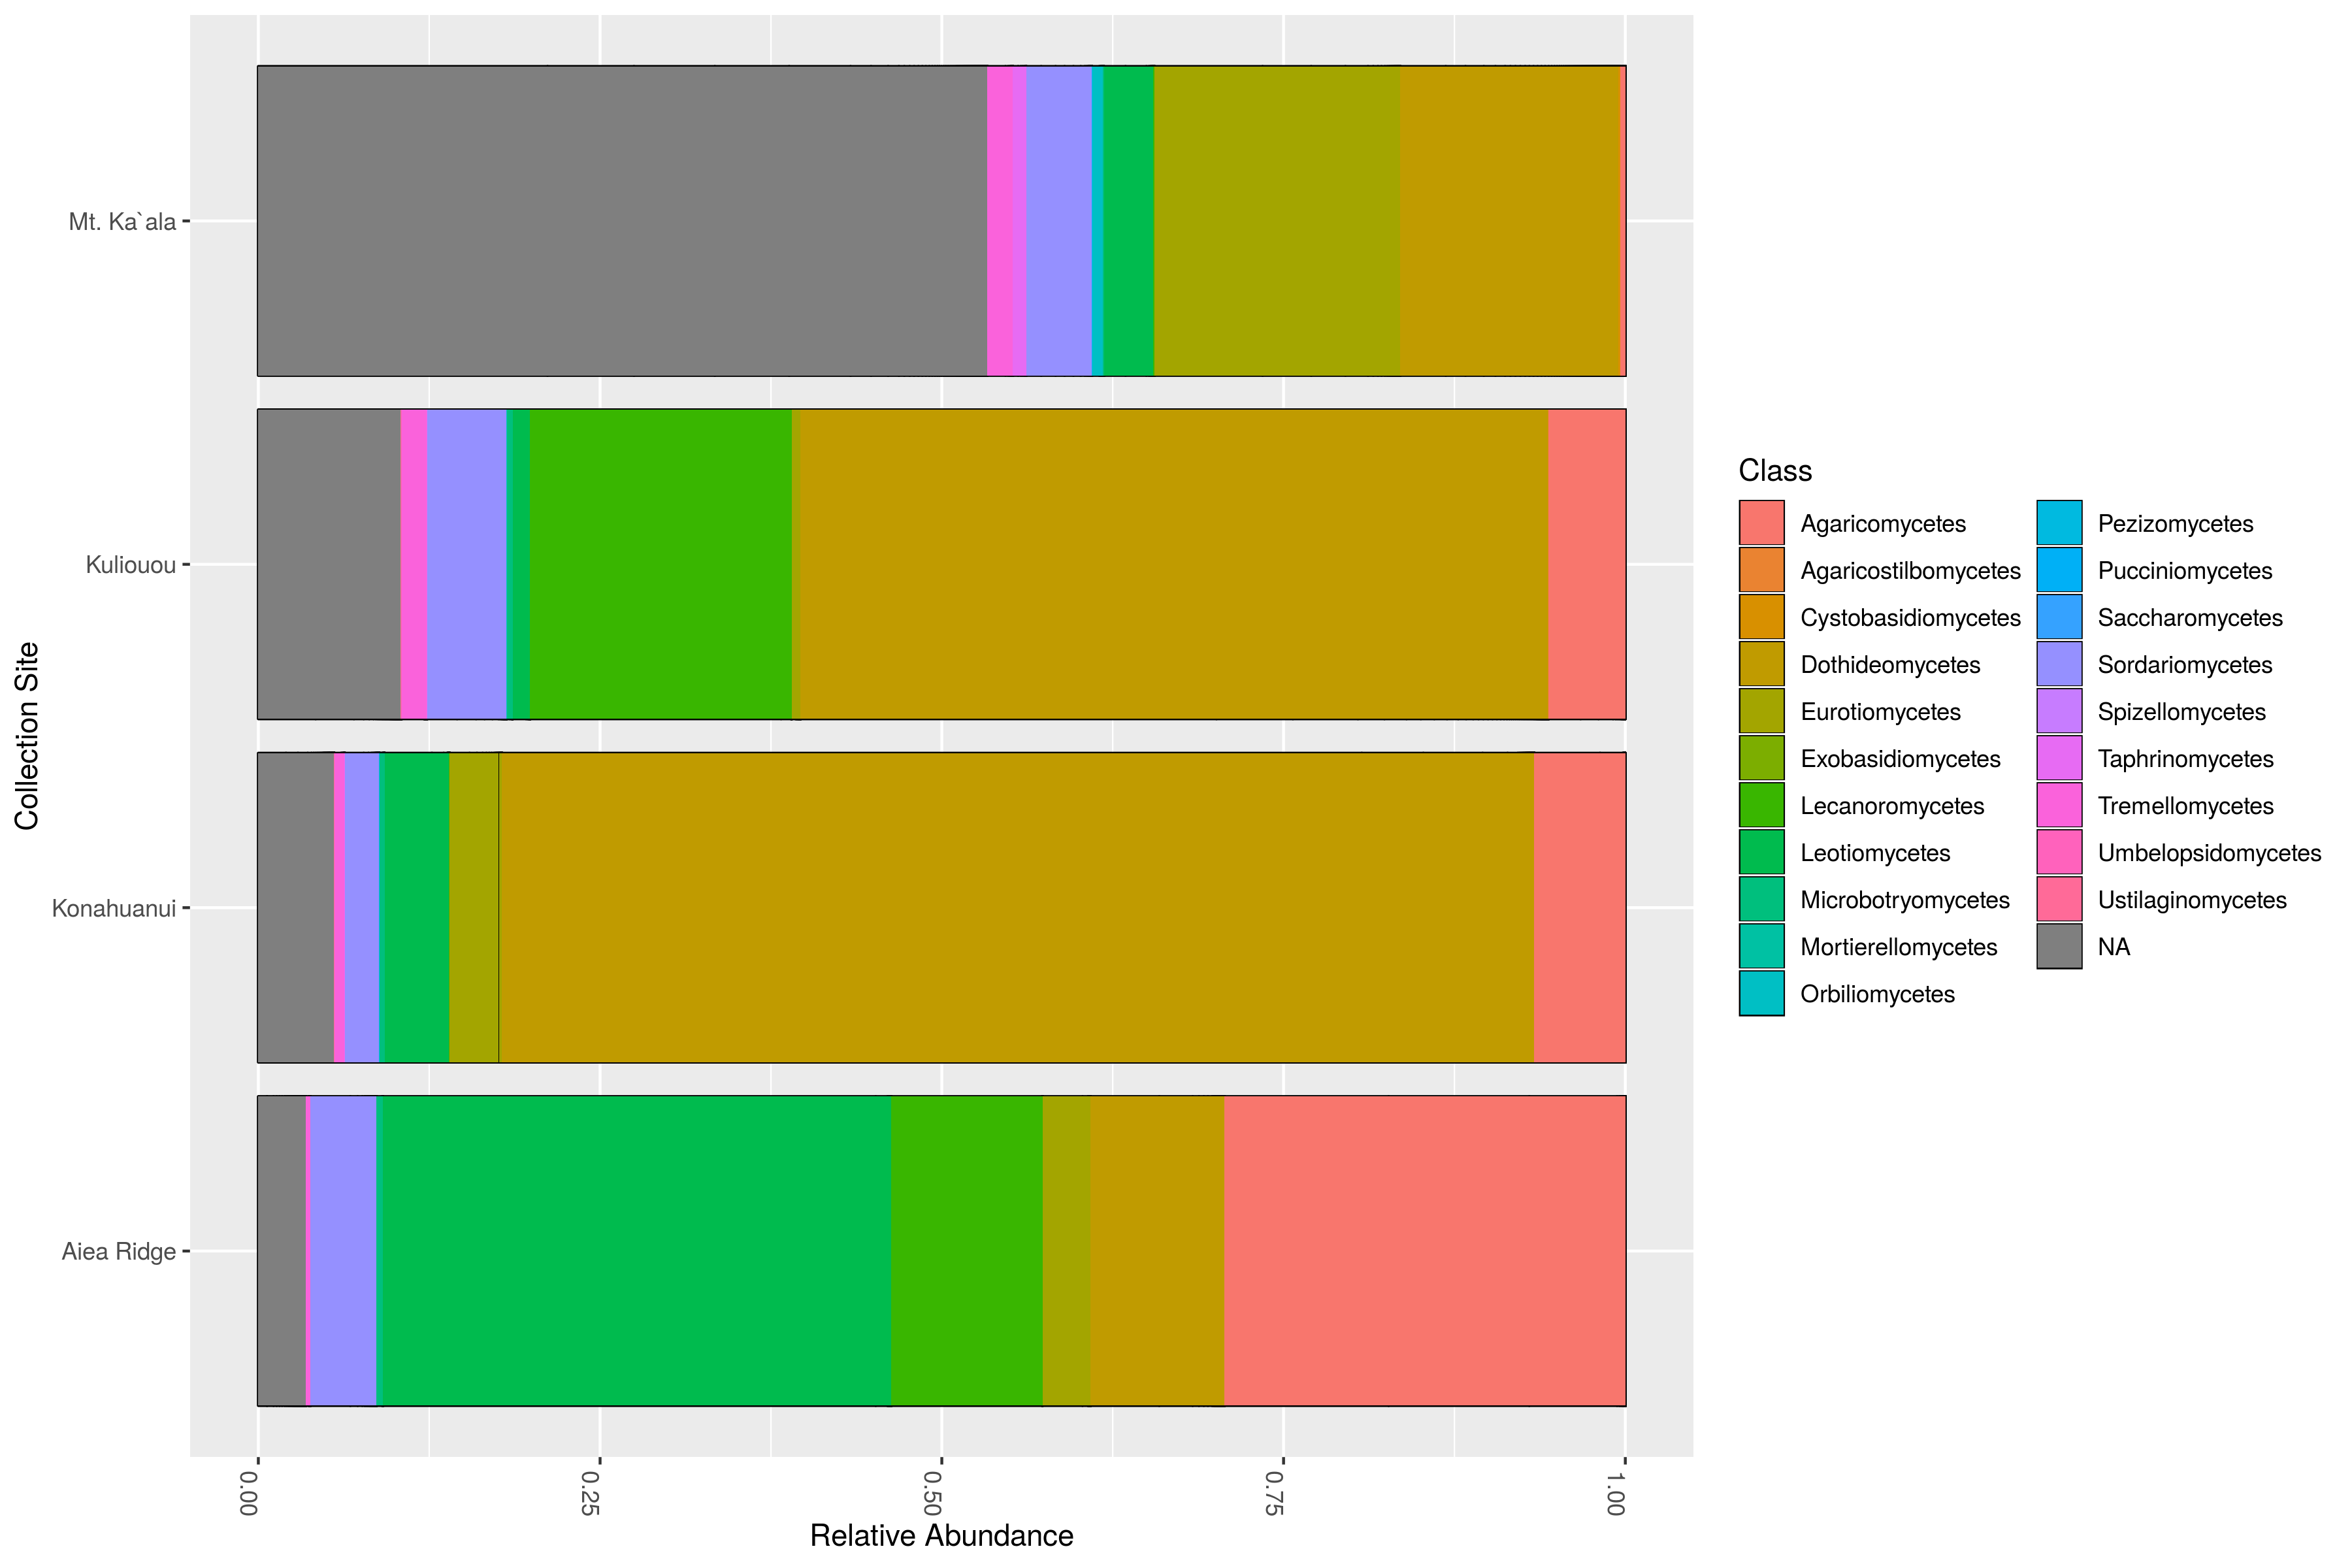 Mt. Ka`ala
Kuliouou
Konahuanui
Aiea Ridge
Collection Site
0.00
0.25
0.50
0.75
1.00
Relative Abundance
Class
Agaricomycetes
Agaricostilbomycetes
Cystobasidiomycetes
Dothideomycetes
Eurotiomycetes
Exobasidiomycetes
Lecanoromycetes
Leotiomycetes
Microbotryomycetes
Mortierellomycetes
Orbiliomycetes
Pezizomycetes
Pucciniomycetes
Saccharomycetes
Sordariomycetes
Spizellomycetes
Taphrinomycetes
Tremellomycetes
Umbelopsidomycetes
Ustilaginomycetes
NA